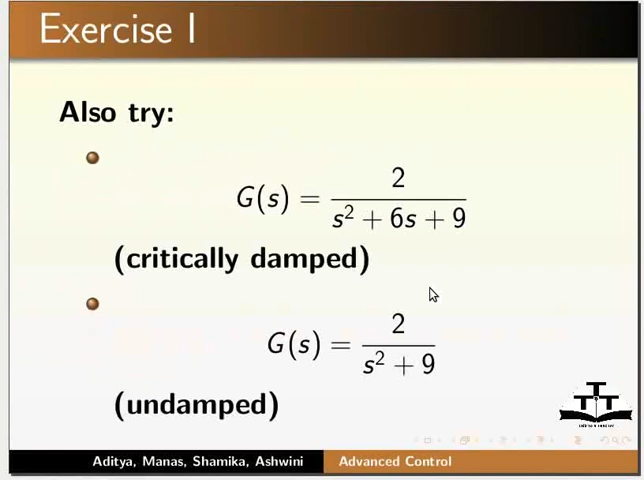 Exercise I
Also try:
G(s) = 2 / (s² + 6s + 9)
(critically damped)
G(s) = 2 / (s² + 9)
(undamped)
TTT
Aditya, Manas, Shamika, Ashwini Advanced Control